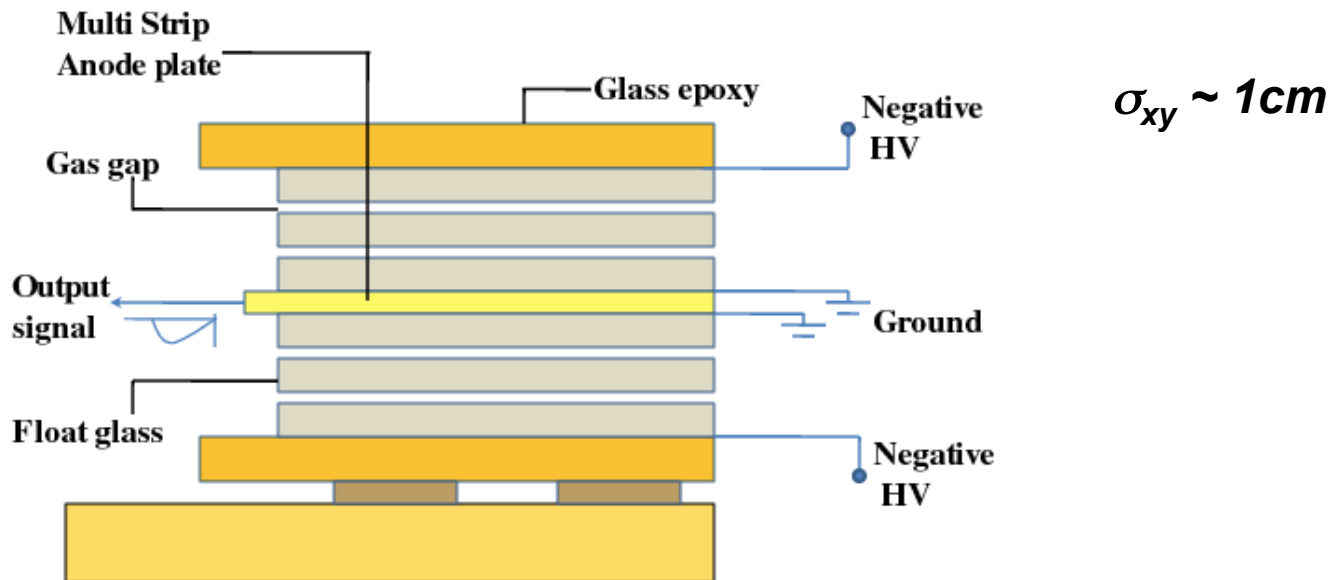 Multi Strip
Anode plate
Glass epoxy
Negative
HV
σxy ~ 1cm
Gas gap
Output
signal
Ground
Float glass
Negative
HV